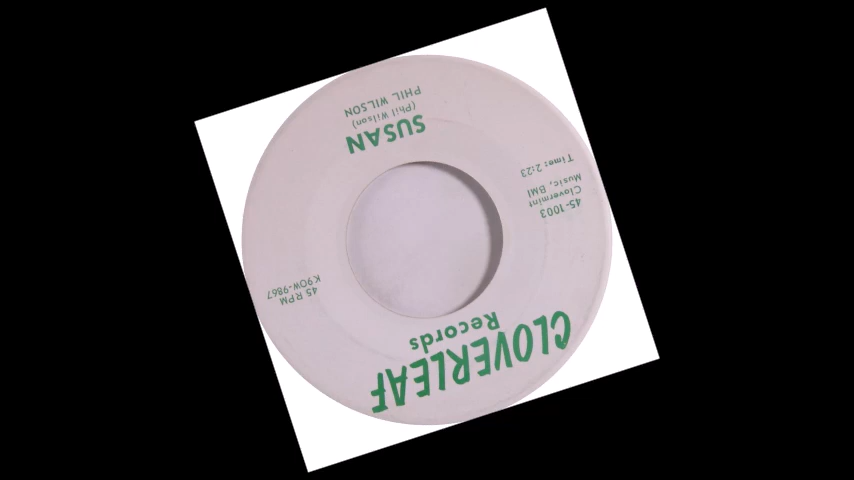 CLOVERLEAF
Records
45-1003
Clovermint
Music, BMI
Time: 2:23
45 RPM
K9OW-9867
SUSAN
(Phil Wilson)
PHIL WILSON